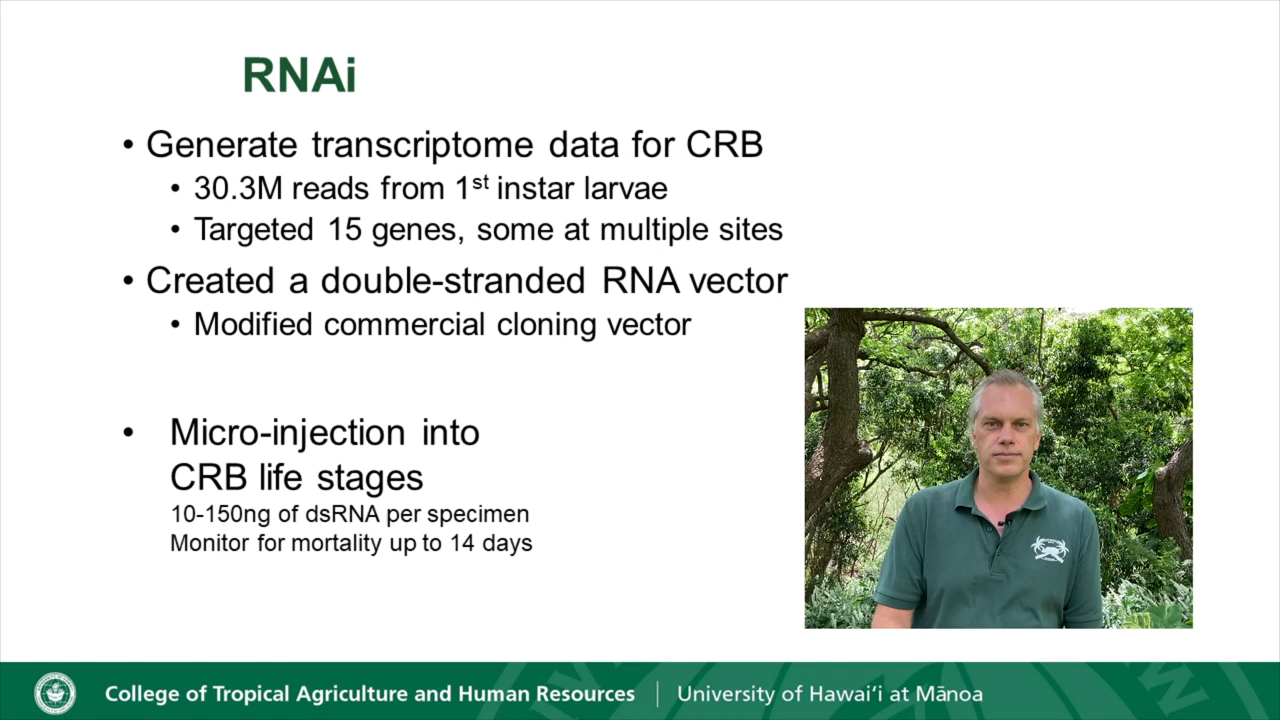 RNAi
• Generate transcriptome data for CRB
• 30.3M reads from 1st instar larvae
• Targeted 15 genes, some at multiple sites
• Created a double-stranded RNA vector
• Modified commercial cloning vector
• Micro-injection into
CRB life stages
10-150ng of dsRNA per specimen
Monitor for mortality up to 14 days
College of Tropical Agriculture and Human Resources | University of Hawaiʻi at Mānoa